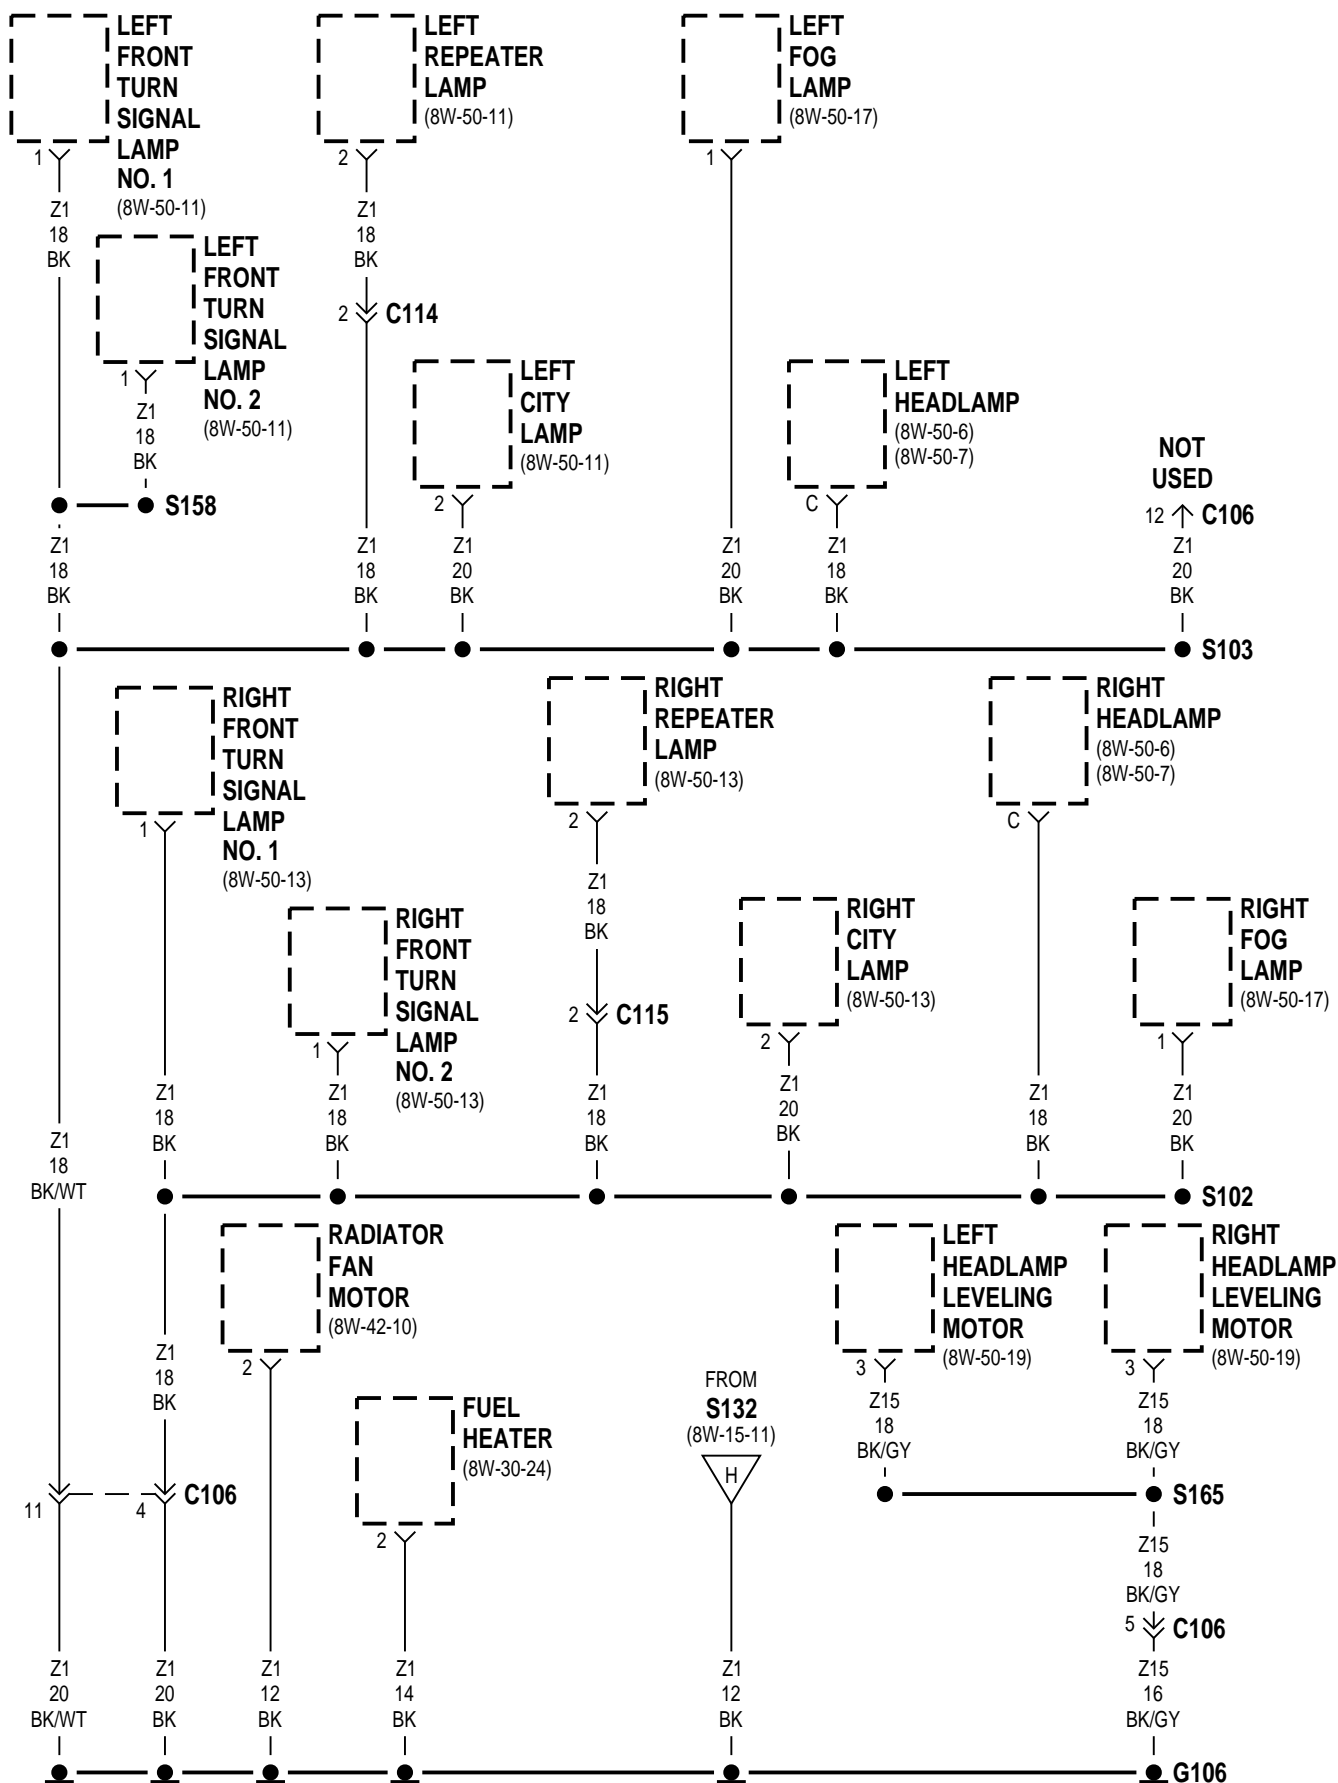 LEFT
FRONT
TURN
SIGNAL
LAMP
NO. 1
(8W-50-11)
1
Z1
18
BK
LEFT
REPEATER
LAMP
(8W-50-11)
2
Z1
18
BK
2
C114
LEFT
FOG
LAMP
(8W-50-17)
1
LEFT
FRONT
TURN
SIGNAL
LAMP
NO. 2
(8W-50-11)
1
Z1
18
BK
S158
LEFT
CITY
LAMP
(8W-50-11)
2
LEFT
HEADLAMP
(8W-50-6)
(8W-50-7)
C
NOT
USED
12
C106
Z1
18
BK
Z1
18
BK
Z1
20
BK
Z1
20
BK
Z1
18
BK
Z1
20
BK
S103
RIGHT
FRONT
TURN
SIGNAL
LAMP
NO. 1
(8W-50-13)
1
RIGHT
REPEATER
LAMP
(8W-50-13)
2
Z1
18
BK
2
C115
RIGHT
HEADLAMP
(8W-50-6)
(8W-50-7)
C
RIGHT
FRONT
TURN
SIGNAL
LAMP
NO. 2
(8W-50-13)
1
RIGHT
CITY
LAMP
(8W-50-13)
2
RIGHT
FOG
LAMP
(8W-50-17)
1
Z1
18
BK/WT
Z1
18
BK
Z1
18
BK
Z1
18
BK
Z1
20
BK
Z1
18
BK
Z1
20
BK
S102
RADIATOR
FAN
MOTOR
(8W-42-10)
2
LEFT
HEADLAMP
LEVELING
MOTOR
(8W-50-19)
3
RIGHT
HEADLAMP
LEVELING
MOTOR
(8W-50-19)
3
Z1
18
BK
FUEL
HEATER
(8W-30-24)
2
FROM
S132
(8W-15-11)
H
Z15
18
BK/GY
Z15
18
BK/GY
S165
11
4
C106
Z15
18
BK/GY
5
C106
Z1
20
BK/WT
Z1
20
BK
Z1
12
BK
Z1
14
BK
Z1
12
BK
Z15
16
BK/GY
G106